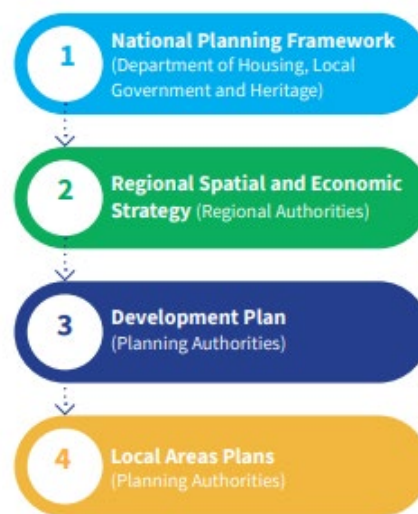 1
National Planning Framework
(Department of Housing, Local
Government and Heritage)
2
Regional Spatial and Economic
Strategy (Regional Authorities)
3
Development Plan
(Planning Authorities)
4
Local Areas Plans
(Planning Authorities)